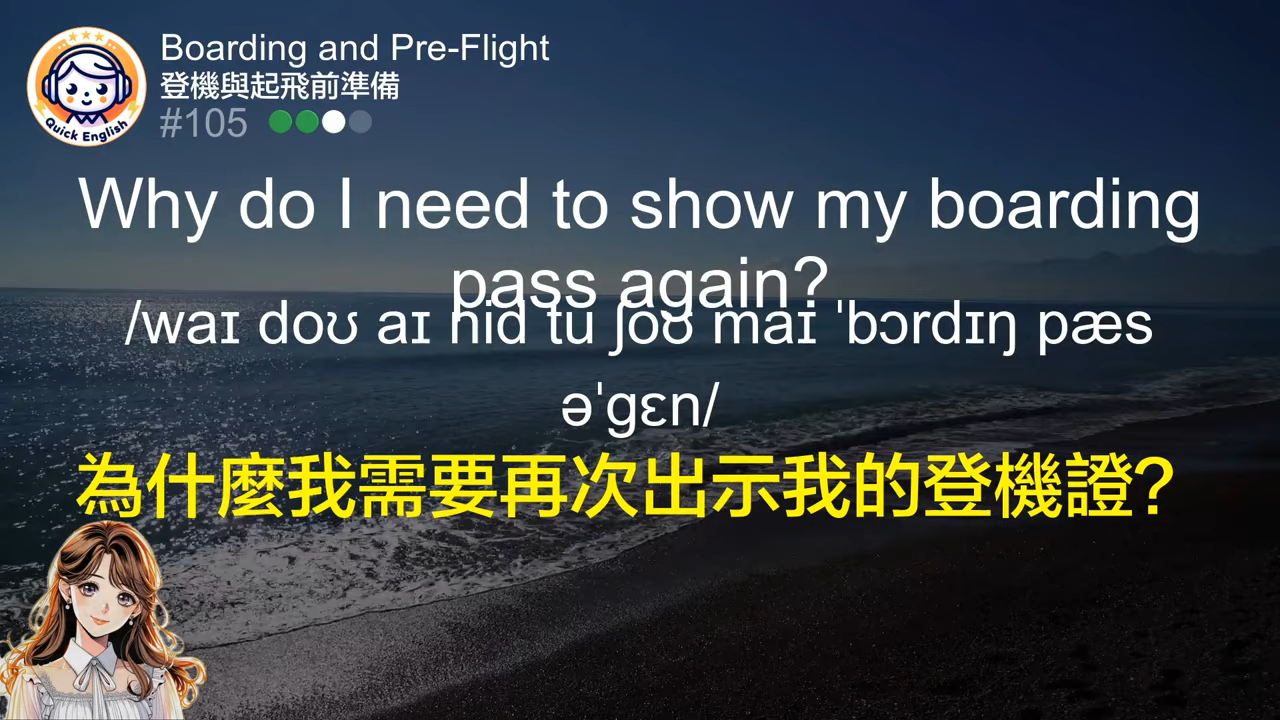 Boarding and Pre-Flight
登機與起飛前準備
#105
Quick English
Why do I need to show my boarding
pass again?
/waɪ doʊ aɪ nid tu ʃoʊ maɪ ˈbɔrdɪŋ pæs
əˈɡɛn/
為什麼我需要再次出示我的登機證?